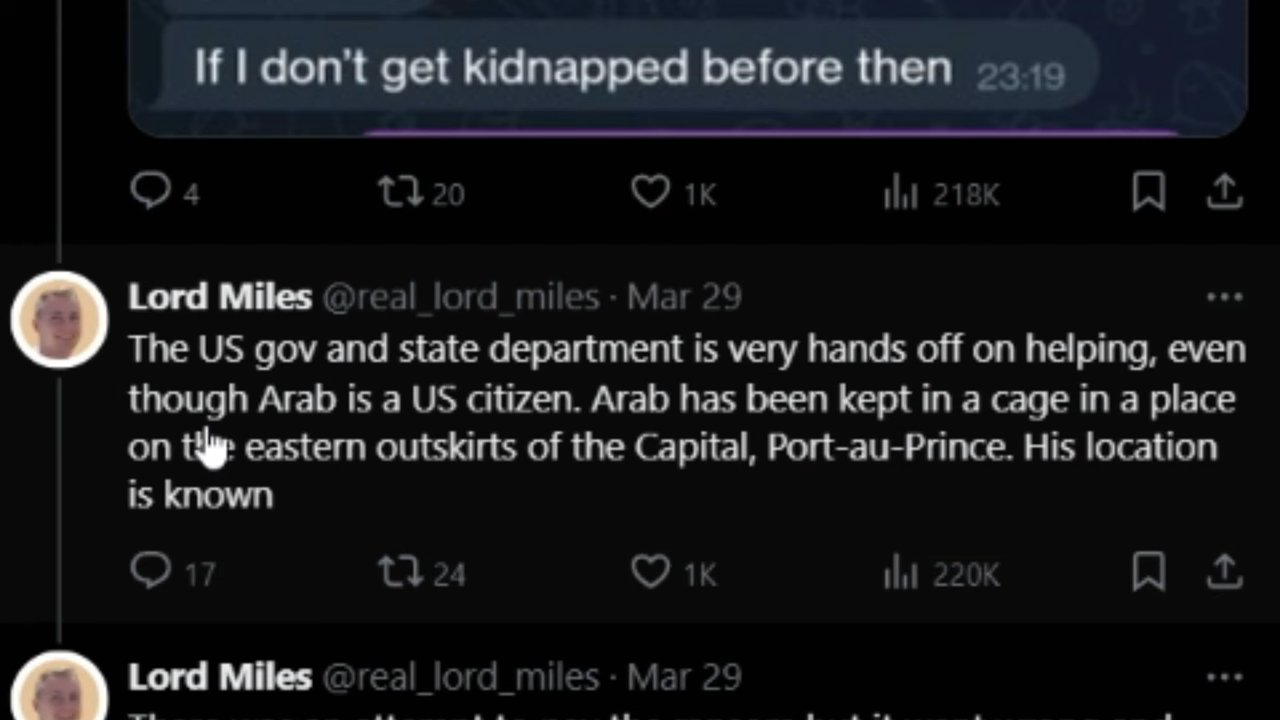 If I don't get kidnapped before then 23:19
4 20 1K 218K
Lord Miles @real_lord_miles · Mar 29
The US gov and state department is very hands off on helping, even
though Arab is a US citizen. Arab has been kept in a cage in a place
on the eastern outskirts of the Capital, Port-au-Prince. His location
is known
17 24 1K 220K
Lord Miles @real_lord_miles · Mar 29